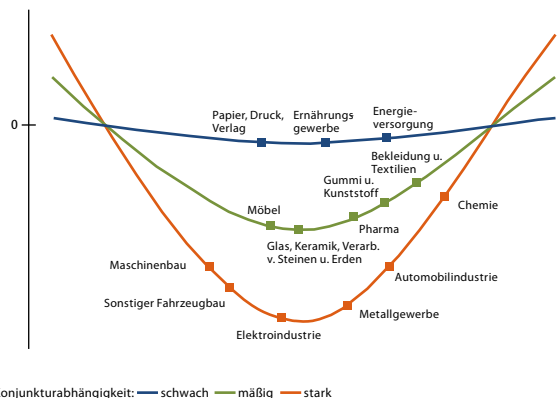 0
Papier, Druck,
Verlag
Ernährungs
gewerbe
Energie-
versorgung
Bekleidung u.
Textilien
Gummi u.
Kunststoff
Chemie
Möbel
Pharma
Glas, Keramik, Verarb.
v. Steinen u. Erden
Maschinenbau
Automobilindustrie
Sonstiger Fahrzeugbau
Metallgewerbe
Elektroindustrie
onjunkturabhängigkeit: schwach mäßig stark